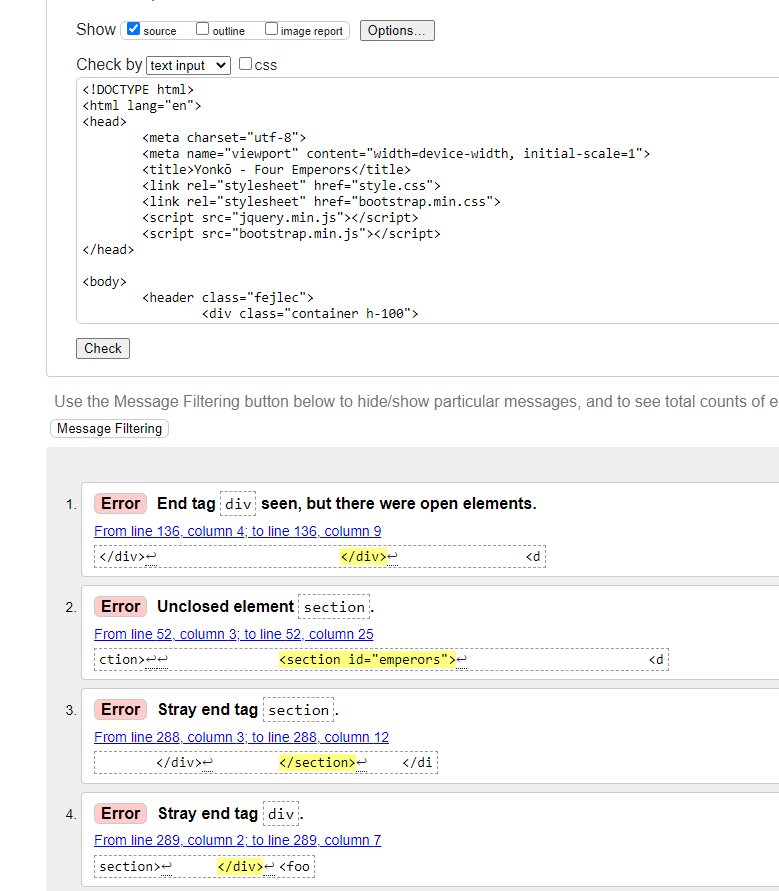 Show source outline image report Options...
Check by text input css
<!DOCTYPE html>
<html lang="en">
<head>
<meta charset="utf-8">
<meta name="viewport" content="width=device-width, initial-scale=1">
<title>Yonkō - Four Emperors</title>
<link rel="stylesheet" href="style.css">
<link rel="stylesheet" href="bootstrap.min.css">
<script src="jquery.min.js"></script>
<script src="bootstrap.min.js"></script>
</head>
<body>
<header class="fejlec">
<div class="container h-100">
Check
Use the Message Filtering button below to hide/show particular messages, and to see total counts of e
Message Filtering
1. Error End tag div seen, but there were open elements.
From line 136, column 4; to line 136, column 9
</div>↩ </div>↩ <d
2. Error Unclosed element section.
From line 52, column 3; to line 52, column 25
ction>↩↩ <section id="emperors">↩ <d
3. Error Stray end tag section.
From line 288, column 3; to line 288, column 12
</div>↩ </section>↩ </di
4. Error Stray end tag div.
From line 289, column 2; to line 289, column 7
section>↩ </div>↩ <foo